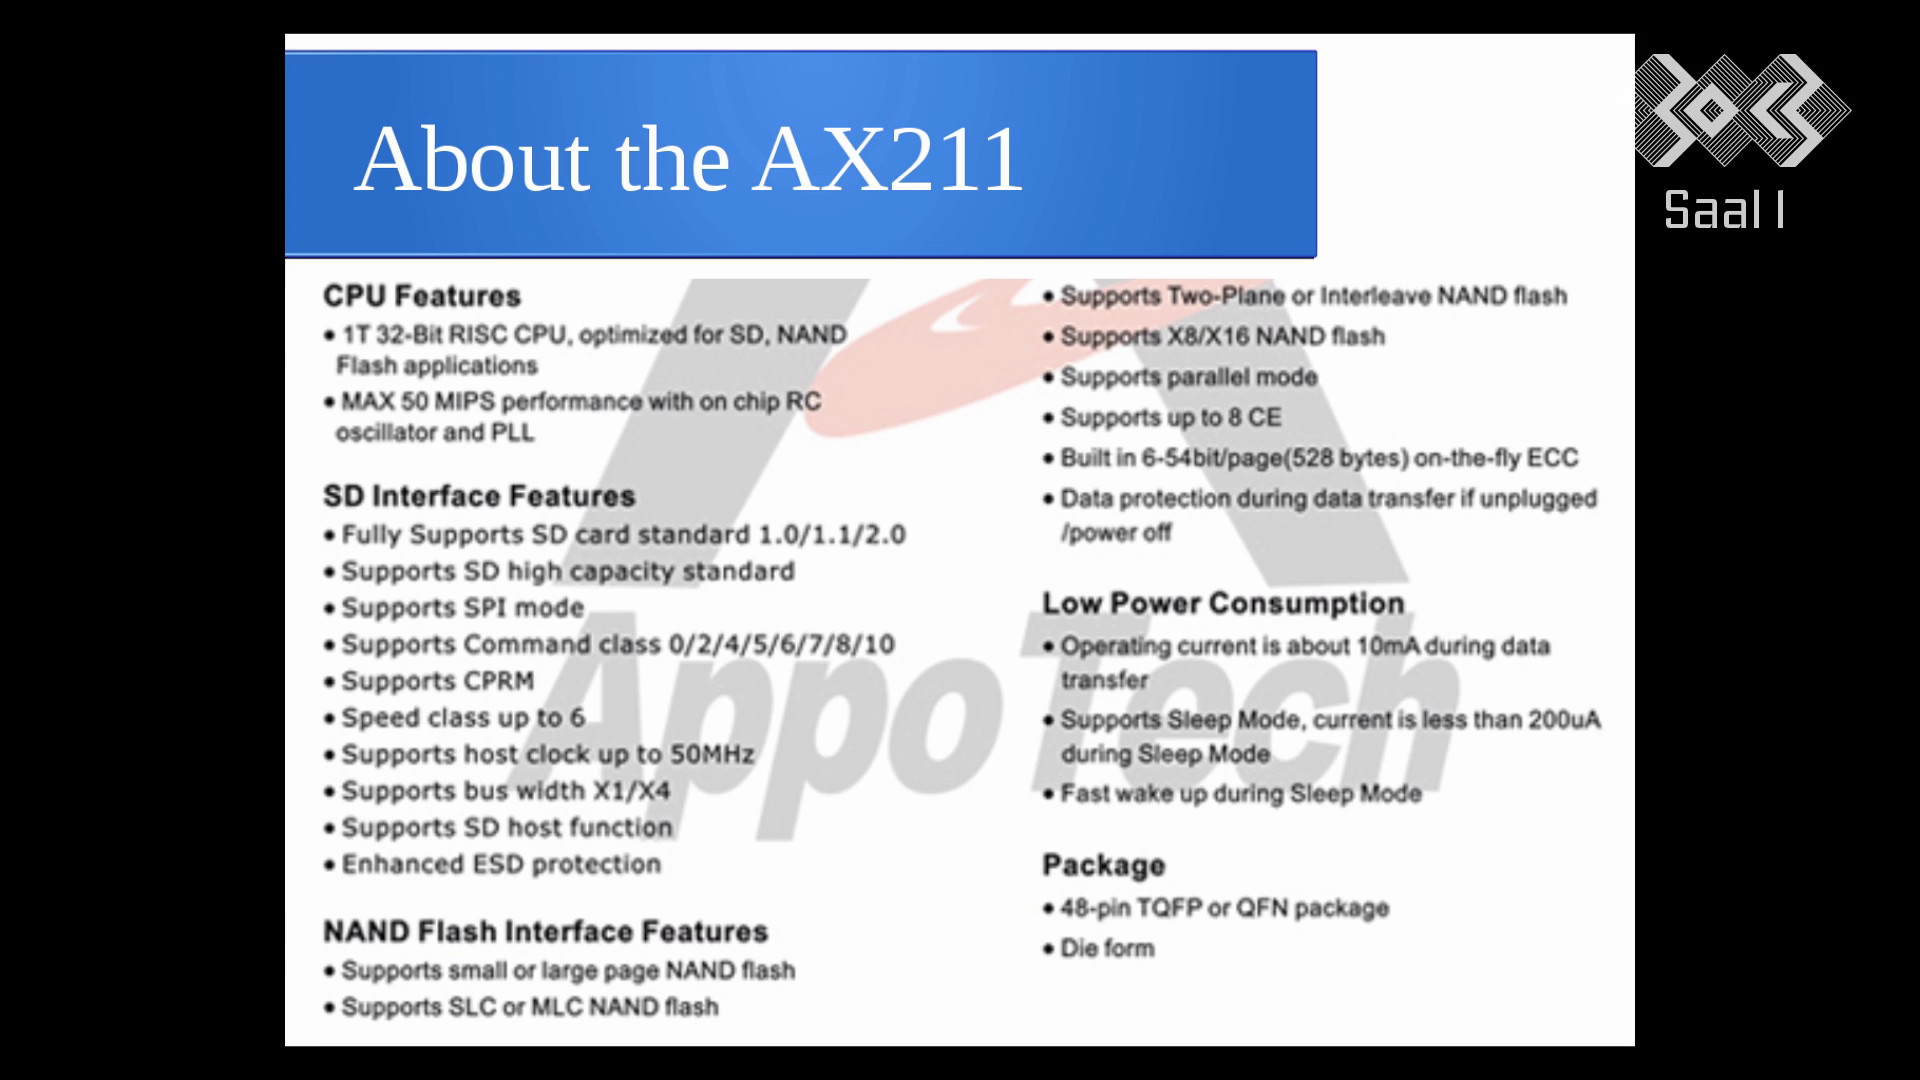 About the AX211
CPU Features
• 1T 32-Bit RISC CPU, optimized for SD, NAND
Flash applications
• MAX 50 MIPS performance with on chip RC
oscillator and PLL
SD Interface Features
• Fully Supports SD card standard 1.0/1.1/2.0
• Supports SD high capacity standard
• Supports SPI mode
• Supports Command class 0/2/4/5/6/7/8/10
• Supports CPRM
• Speed class up to 6
• Supports host clock up to 50MHz
• Supports bus width X1/X4
• Supports SD host function
• Enhanced ESD protection
NAND Flash Interface Features
• Supports small or large page NAND flash
• Supports SLC or MLC NAND flash
• Supports Two-Plane or Interleave NAND flash
• Supports X8/X16 NAND flash
• Supports parallel mode
• Supports up to 8 CE
• Built in 6-54bit/page(528 bytes) on-the-fly ECC
• Data protection during data transfer if unplugged
/power off
Low Power Consumption
• Operating current is about 10mA during data
transfer
• Supports Sleep Mode, current is less than 200uA
during Sleep Mode
• Fast wake up during Sleep Mode
Package
• 48-pin TQFP or QFN package
• Die form
AppoTech
30C3
Saal 1